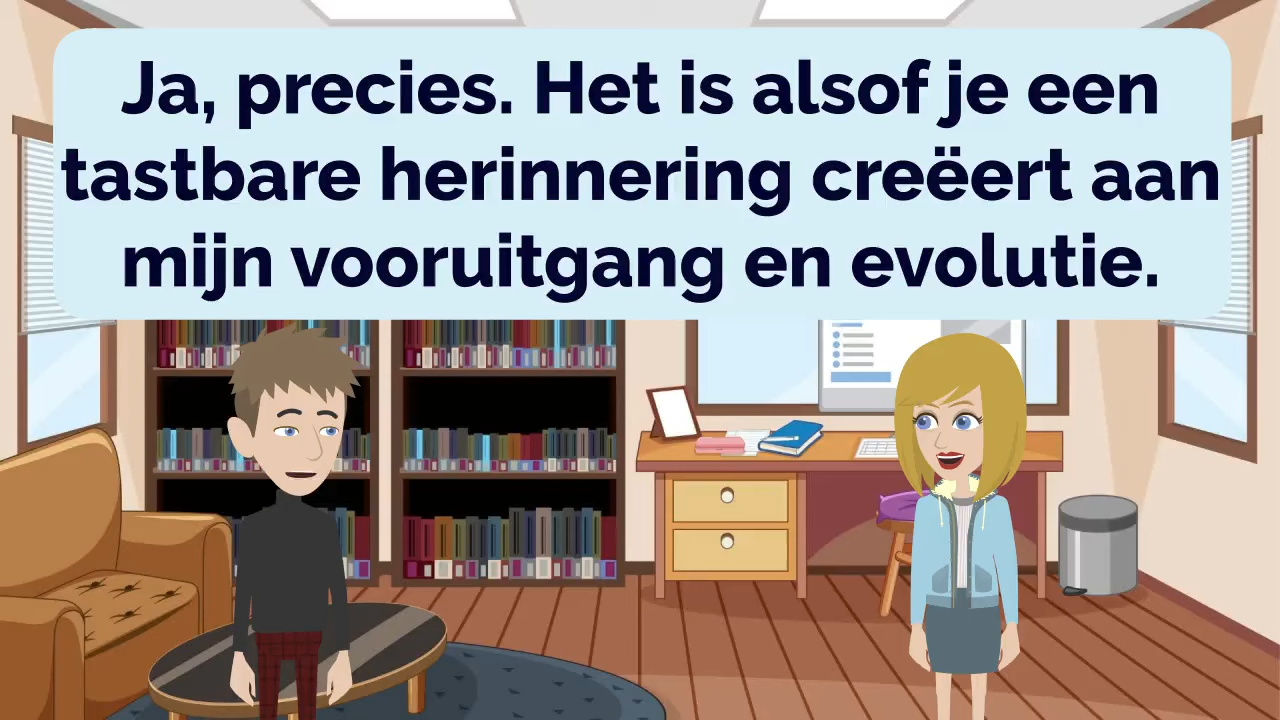 Ja, precies. Het is alsof je een
tastbare herinnering creëert aan
mijn vooruitgang en evolutie.